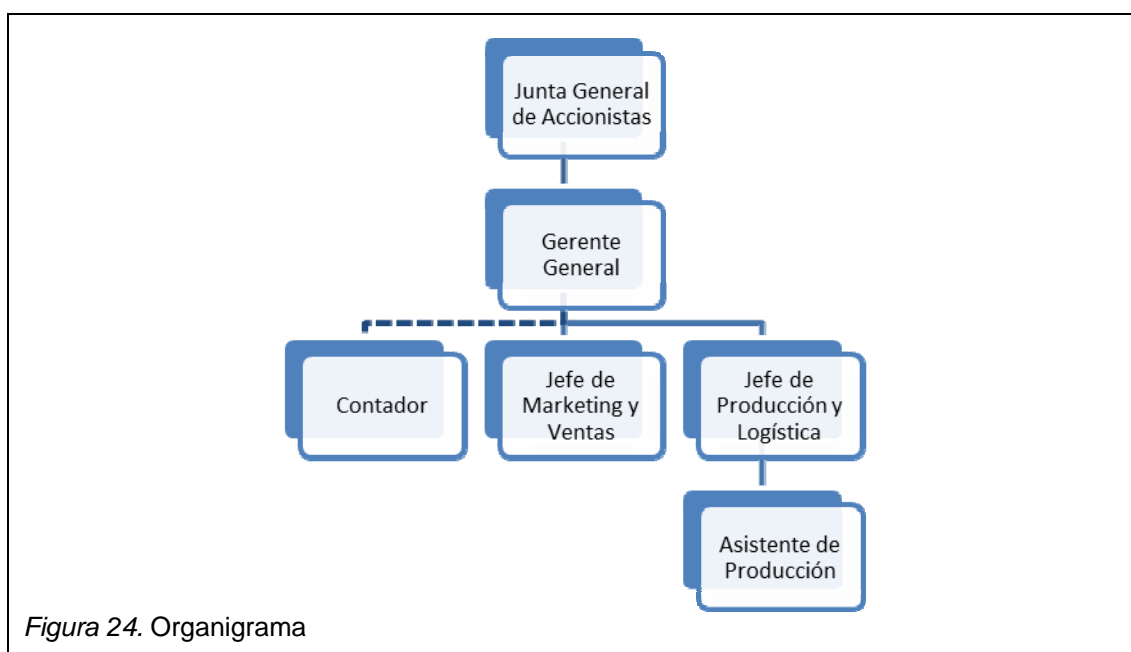 Junta General
de Accionistas
Gerente
General
Contador
Jefe de
Marketing y
Ventas
Jefe de
Producción y
Logística
Asistente de
Producción
Figura 24. Organigrama